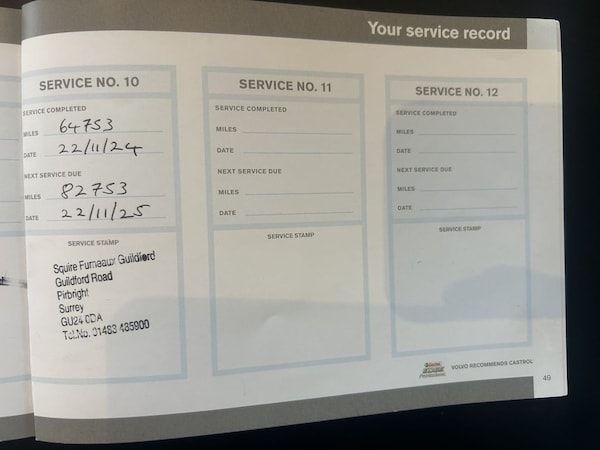 Your service record
SERVICE NO. 10
SERVICE COMPLETED
MILES 64753
DATE 22/11/24
NEXT SERVICE DUE
MILES 82753
DATE 22/11/25
SERVICE STAMP
Squire Furneaux Guildford
Guildford Road
Pirbright
Surrey
GU24 0DA
Tel.No. 01483 485900
SERVICE NO. 11
SERVICE COMPLETED
MILES
DATE
NEXT SERVICE DUE
MILES
DATE
SERVICE STAMP
SERVICE NO. 12
SERVICE COMPLETED
MILES
DATE
NEXT SERVICE DUE
MILES
DATE
SERVICE STAMP
VOLVO RECOMMENDS CASTROL
49